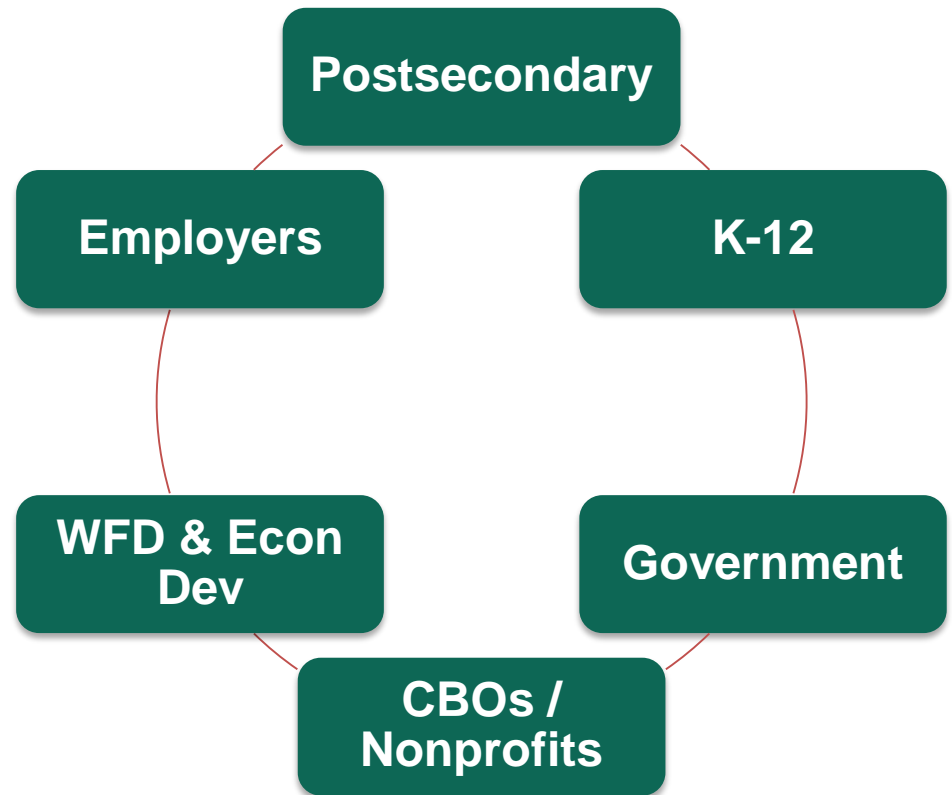 Postsecondary
Employers
K-12
WFD & Econ
Dev
Government
CBOs /
Nonprofits